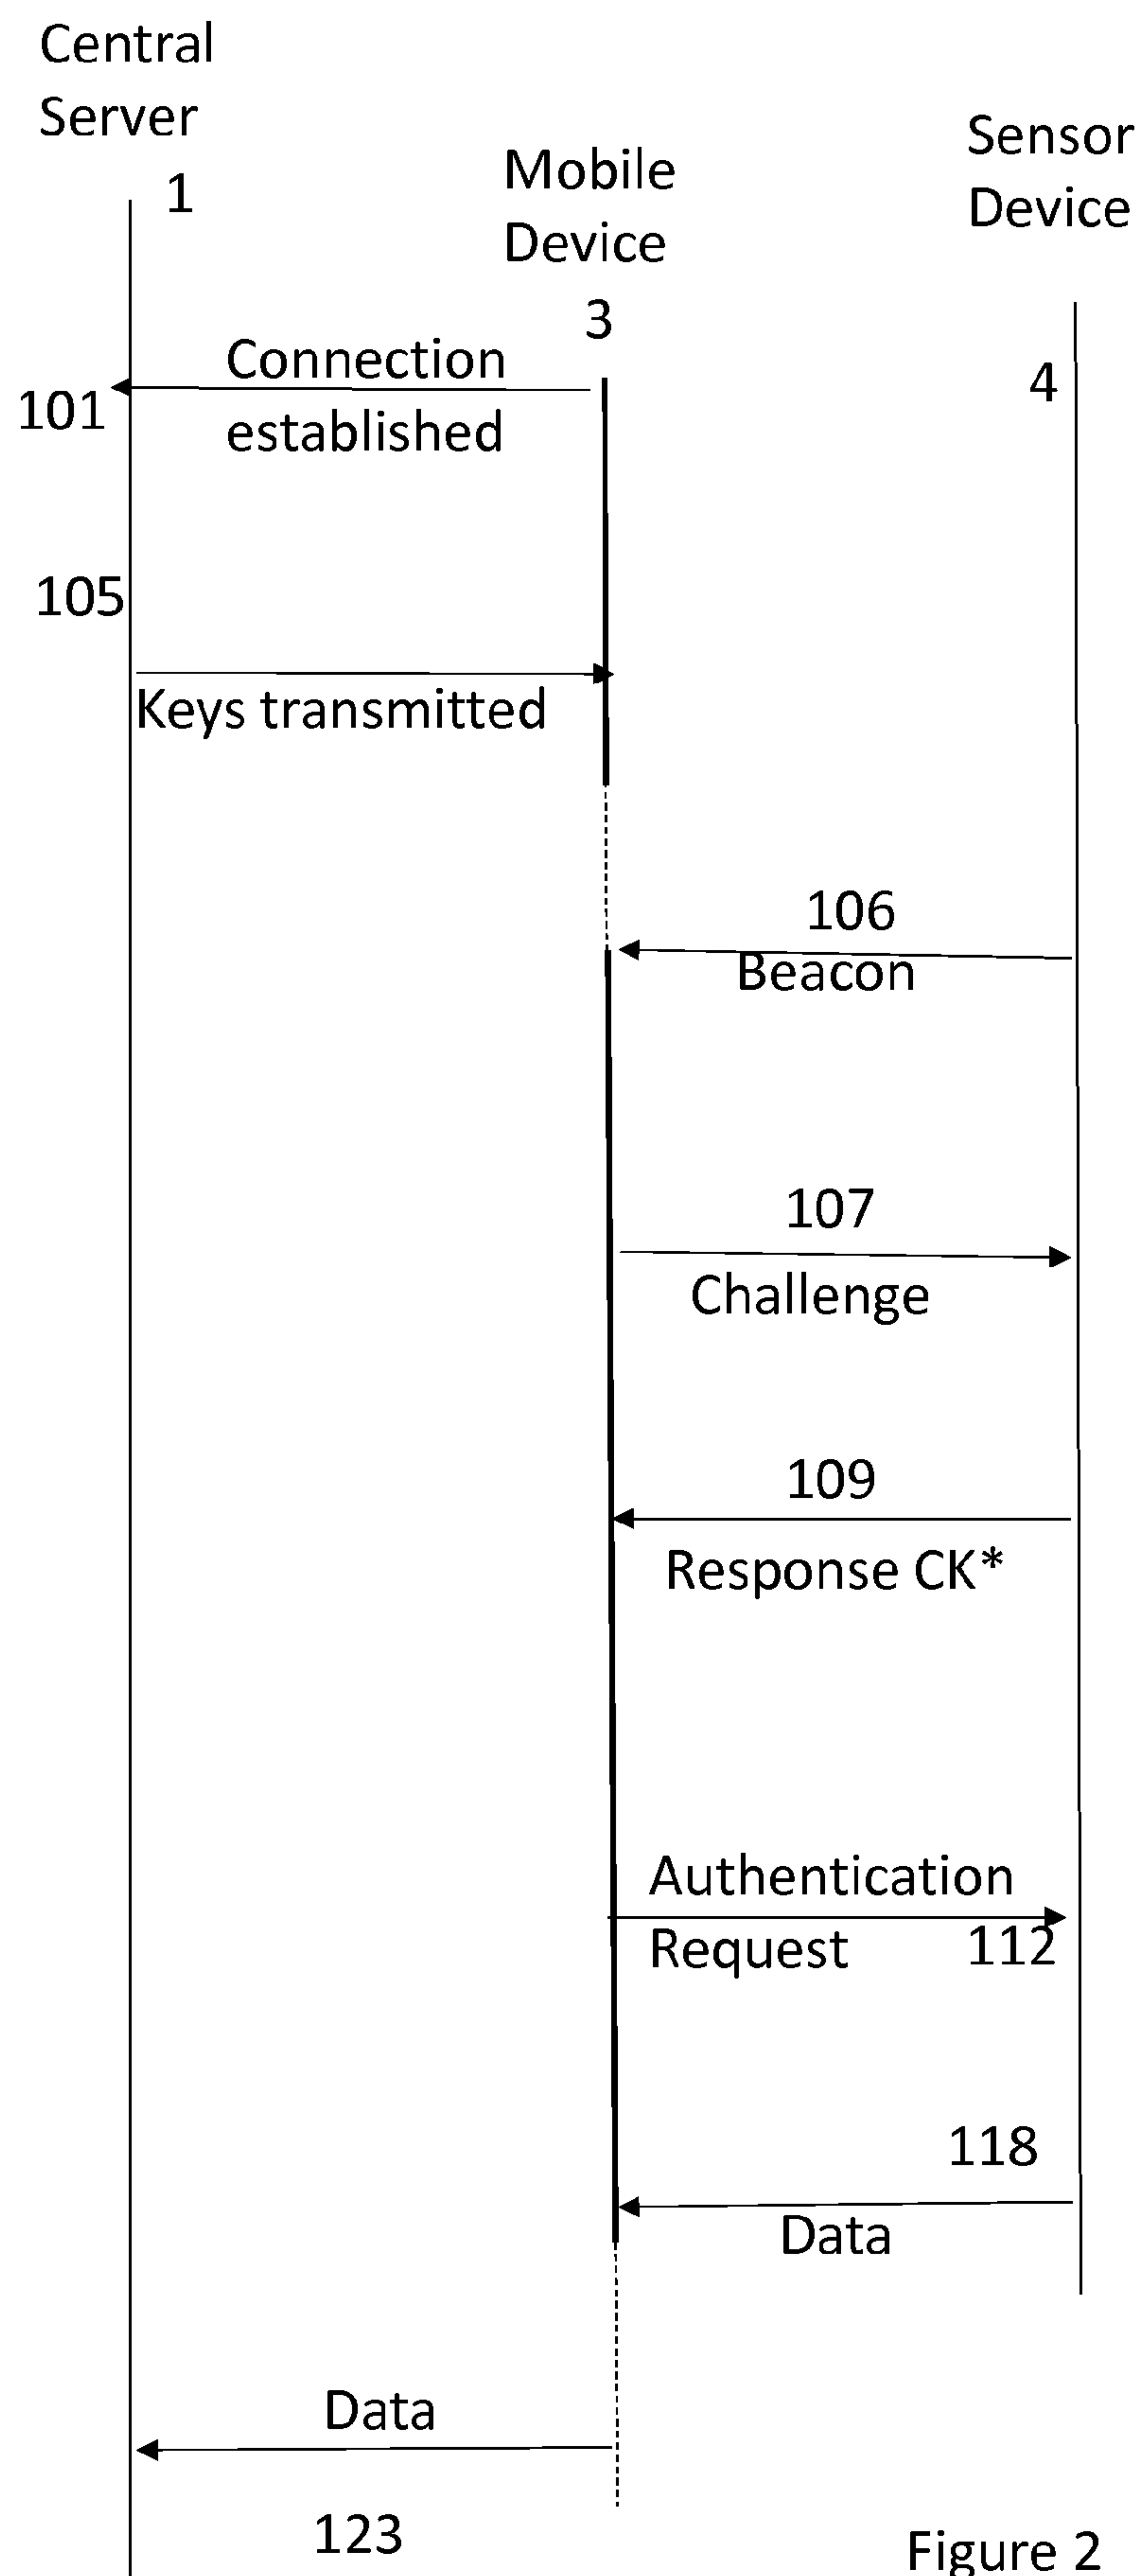 Central
Server
1
Mobile
Device
3
Sensor
Device
4
Connection
established
101
105
Keys transmitted
106
Beacon
107
Challenge
109
Response CK*
Authentication
Request
112
118
Data
Data
123
Figure 2